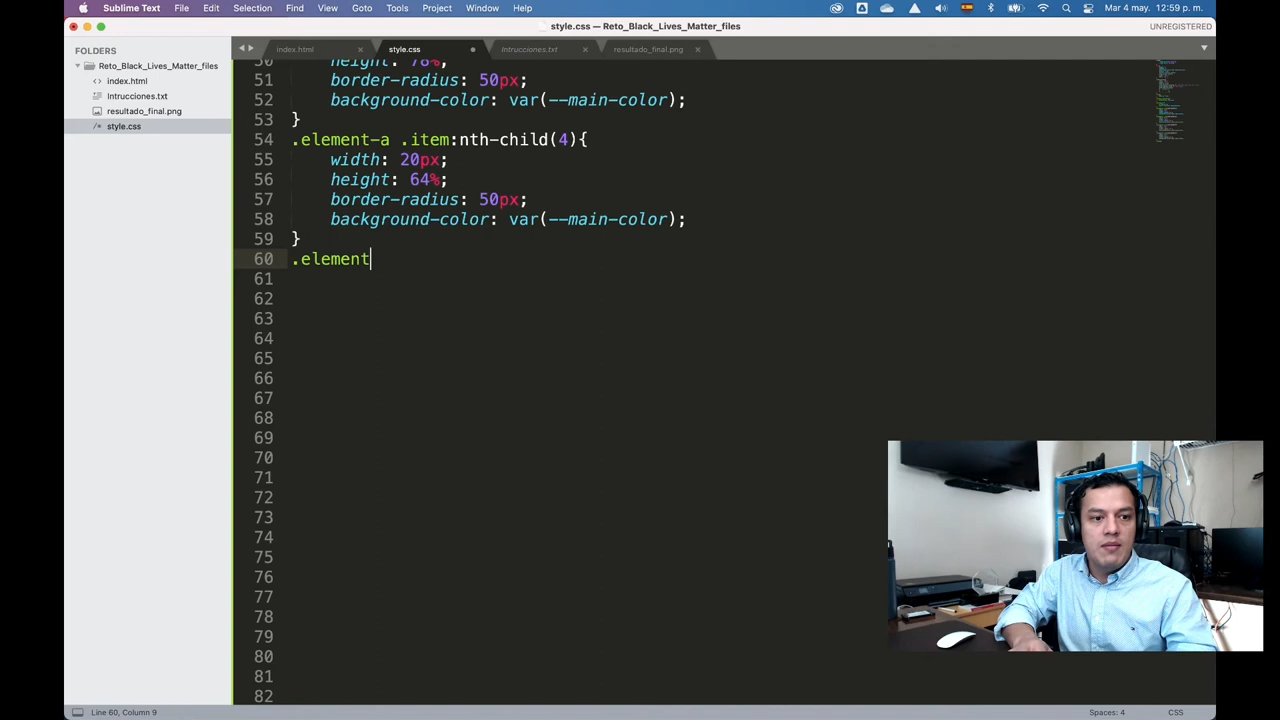 Sublime Text File Edit Selection Find View Goto Tools Project Window Help Mar 4 may. 12:59 p. m.
style.css — Reto_Black_Lives_Matter_files UNREGISTERED
FOLDERS
Reto_Black_Lives_Matter_files
index.html
Intrucciones.txt
resultado_final.png
style.css
index.html style.css Intrucciones.txt resultado_final.png
50 height: 78%;
51 border-radius: 50px;
52 background-color: var(--main-color);
53 }
54 .element-a .item:nth-child(4){
55 width: 20px;
56 height: 64%;
57 border-radius: 50px;
58 background-color: var(--main-color);
59 }
60 .element
61
62
63
64
65
66
67
68
69
70
71
72
73
74
75
76
77
78
79
80
81
82
Line 60, Column 9 Spaces: 4 CSS